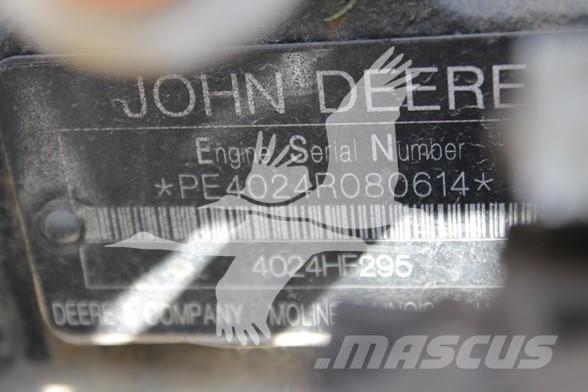 JOHN DEERE
Engine Serial Number
*PE4024R080614*
4024HF295
DEERE & COMPANY MOLINE
MASCUS